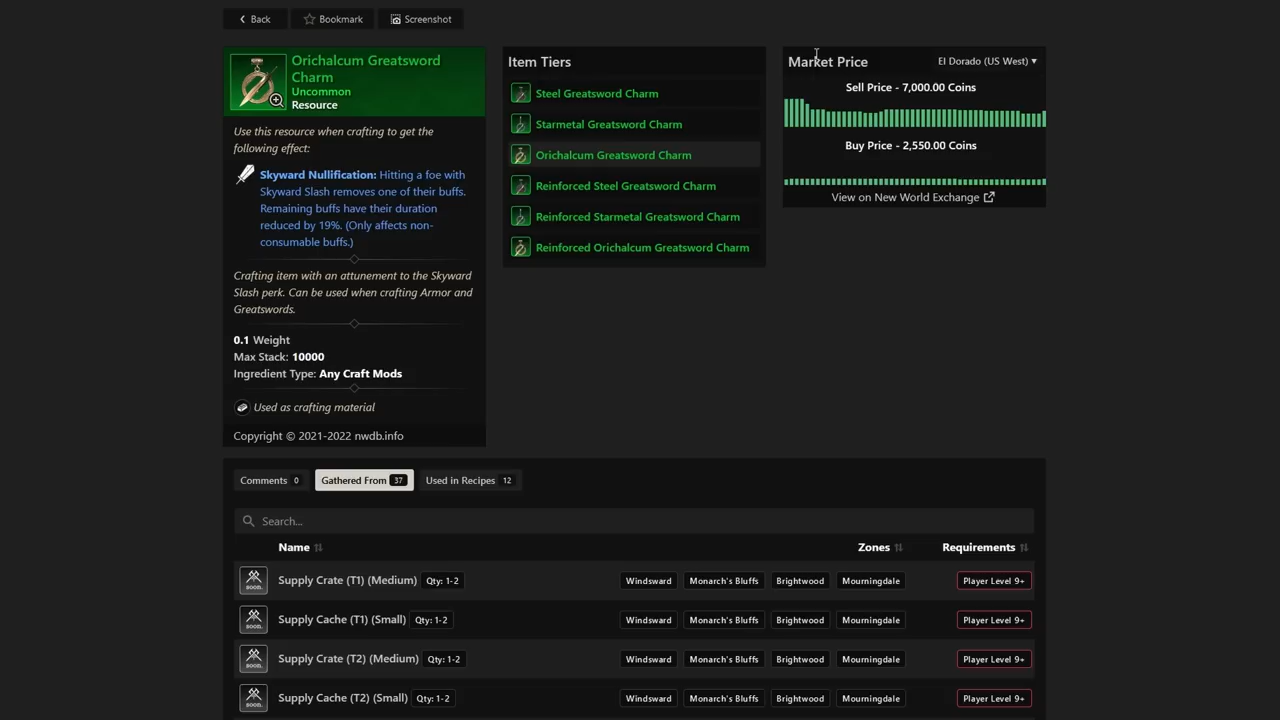 Back
Bookmark
Screenshot
Orichalcum Greatsword
Charm
Uncommon
Resource
Use this resource when crafting to get the
following effect:
Skyward Nullification: Hitting a foe with
Skyward Slash removes one of their buffs.
Remaining buffs have their duration
reduced by 19%. (Only affects non-
consumable buffs.)
Crafting item with an attunement to the Skyward
Slash perk. Can be used when crafting Armor and
Greatswords.
0.1 Weight
Max Stack: 10000
Ingredient Type: Any Craft Mods
Used as crafting material
Copyright © 2021-2022 nwdb.info
Item Tiers
Steel Greatsword Charm
Starmetal Greatsword Charm
Orichalcum Greatsword Charm
Reinforced Steel Greatsword Charm
Reinforced Starmetal Greatsword Charm
Reinforced Orichalcum Greatsword Charm
Market Price El Dorado (US West)
Sell Price - 7,000.00 Coins
Buy Price - 2,550.00 Coins
View on New World Exchange
Comments 0 Gathered From 37 Used in Recipes 12
Search...
Name Zones Requirements
soon. Supply Crate (T1) (Medium) Qty: 1-2 Windsward Monarch's Bluffs Brightwood Mourningdale Player Level 9+
soon. Supply Cache (T1) (Small) Qty: 1-2 Windsward Monarch's Bluffs Brightwood Mourningdale Player Level 9+
soon. Supply Crate (T2) (Medium) Qty: 1-2 Windsward Monarch's Bluffs Brightwood Mourningdale Player Level 9+
soon. Supply Cache (T2) (Small) Qty: 1-2 Windsward Monarch's Bluffs Brightwood Mourningdale Player Level 9+